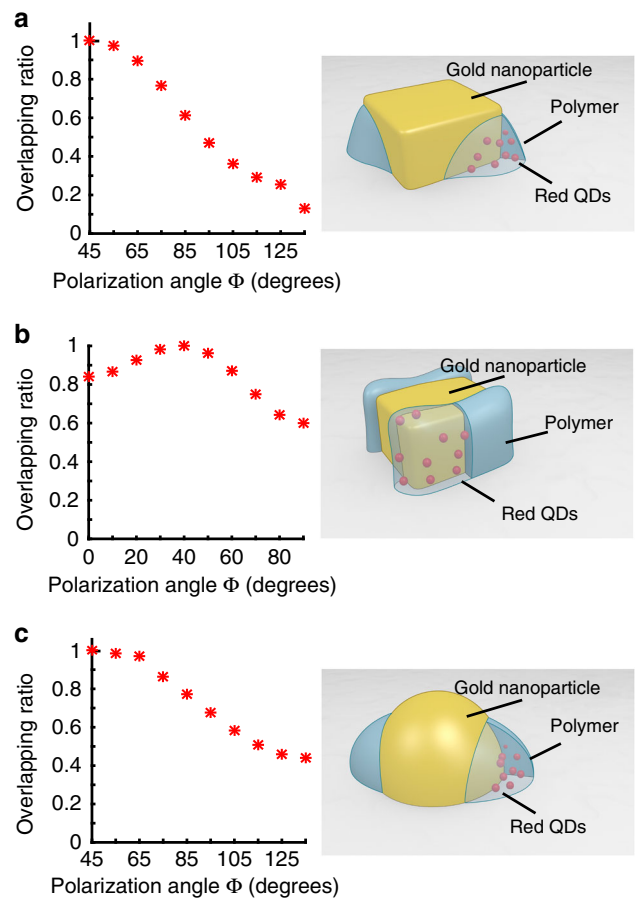 a
Overlapping ratio
1
0.8
0.6
0.4
0.2
0
45 65 85 105 125
Polarization angle Φ (degrees)
Gold nanoparticle
Polymer
Red QDs
b
Overlapping ratio
1
0.8
0.6
0.4
0.2
0
0 20 40 60 80
Polarization angle Φ (degrees)
Gold nanoparticle
Polymer
Red QDs
c
Overlapping ratio
1
0.8
0.6
0.4
0.2
0
45 65 85 105 125
Polarization angle Φ (degrees)
Gold nanoparticle
Polymer
Red QDs